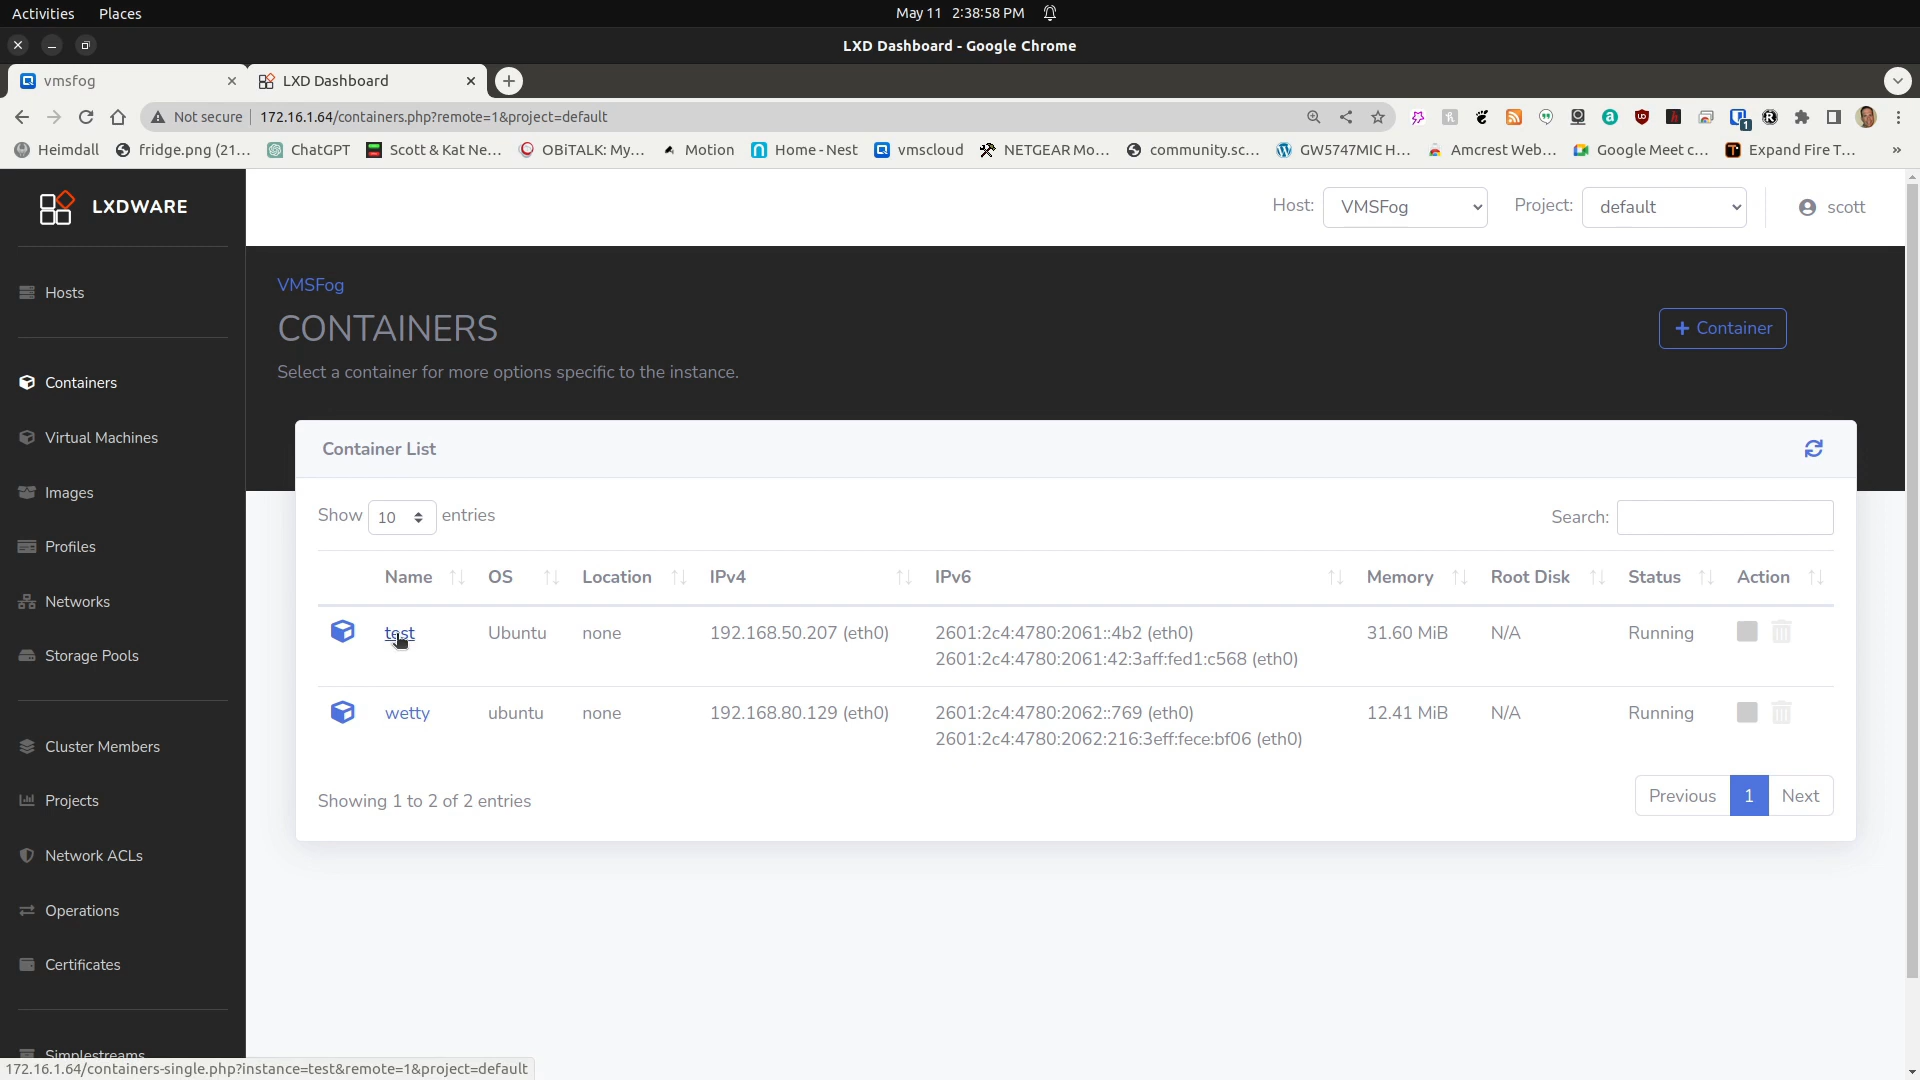 Activities Places May 11 2:38:58 PM
LXD Dashboard - Google Chrome
vmsfog LXD Dashboard
Not secure 172.16.1.64/containers.php?remote=1&project=default
Heimdall fridge.png (21... ChatGPT Scott & Kat Ne... OBiTALK: My... Motion Home - Nest vmscloud NETGEAR Mo... community.sc... GW5747MIC H... Amcrest Web... Google Meet c... Expand Fire T... »
LXDWARE
Host: VMSFog Project: default scott
Hosts
Containers
Virtual Machines
Images
Profiles
Networks
Storage Pools
Cluster Members
Projects
Network ACLs
Operations
Certificates
Simplestreams
VMSFog
CONTAINERS
+ Container
Select a container for more options specific to the instance.
Container List
Show 10 entries Search:
Name OS Location IPv4 IPv6 Memory Root Disk Status Action
test Ubuntu none 192.168.50.207 (eth0) 2601:2c4:4780:2061::4b2 (eth0) 31.60 MiB N/A Running
2601:2c4:4780:2061:42:3aff:fed1:c568 (eth0)
wetty ubuntu none 192.168.80.129 (eth0) 2601:2c4:4780:2062::769 (eth0) 12.41 MiB N/A Running
2601:2c4:4780:2062:216:3eff:fece:bf06 (eth0)
Showing 1 to 2 of 2 entries Previous 1 Next
172.16.1.64/containers-single.php?instance=test&remote=1&project=default